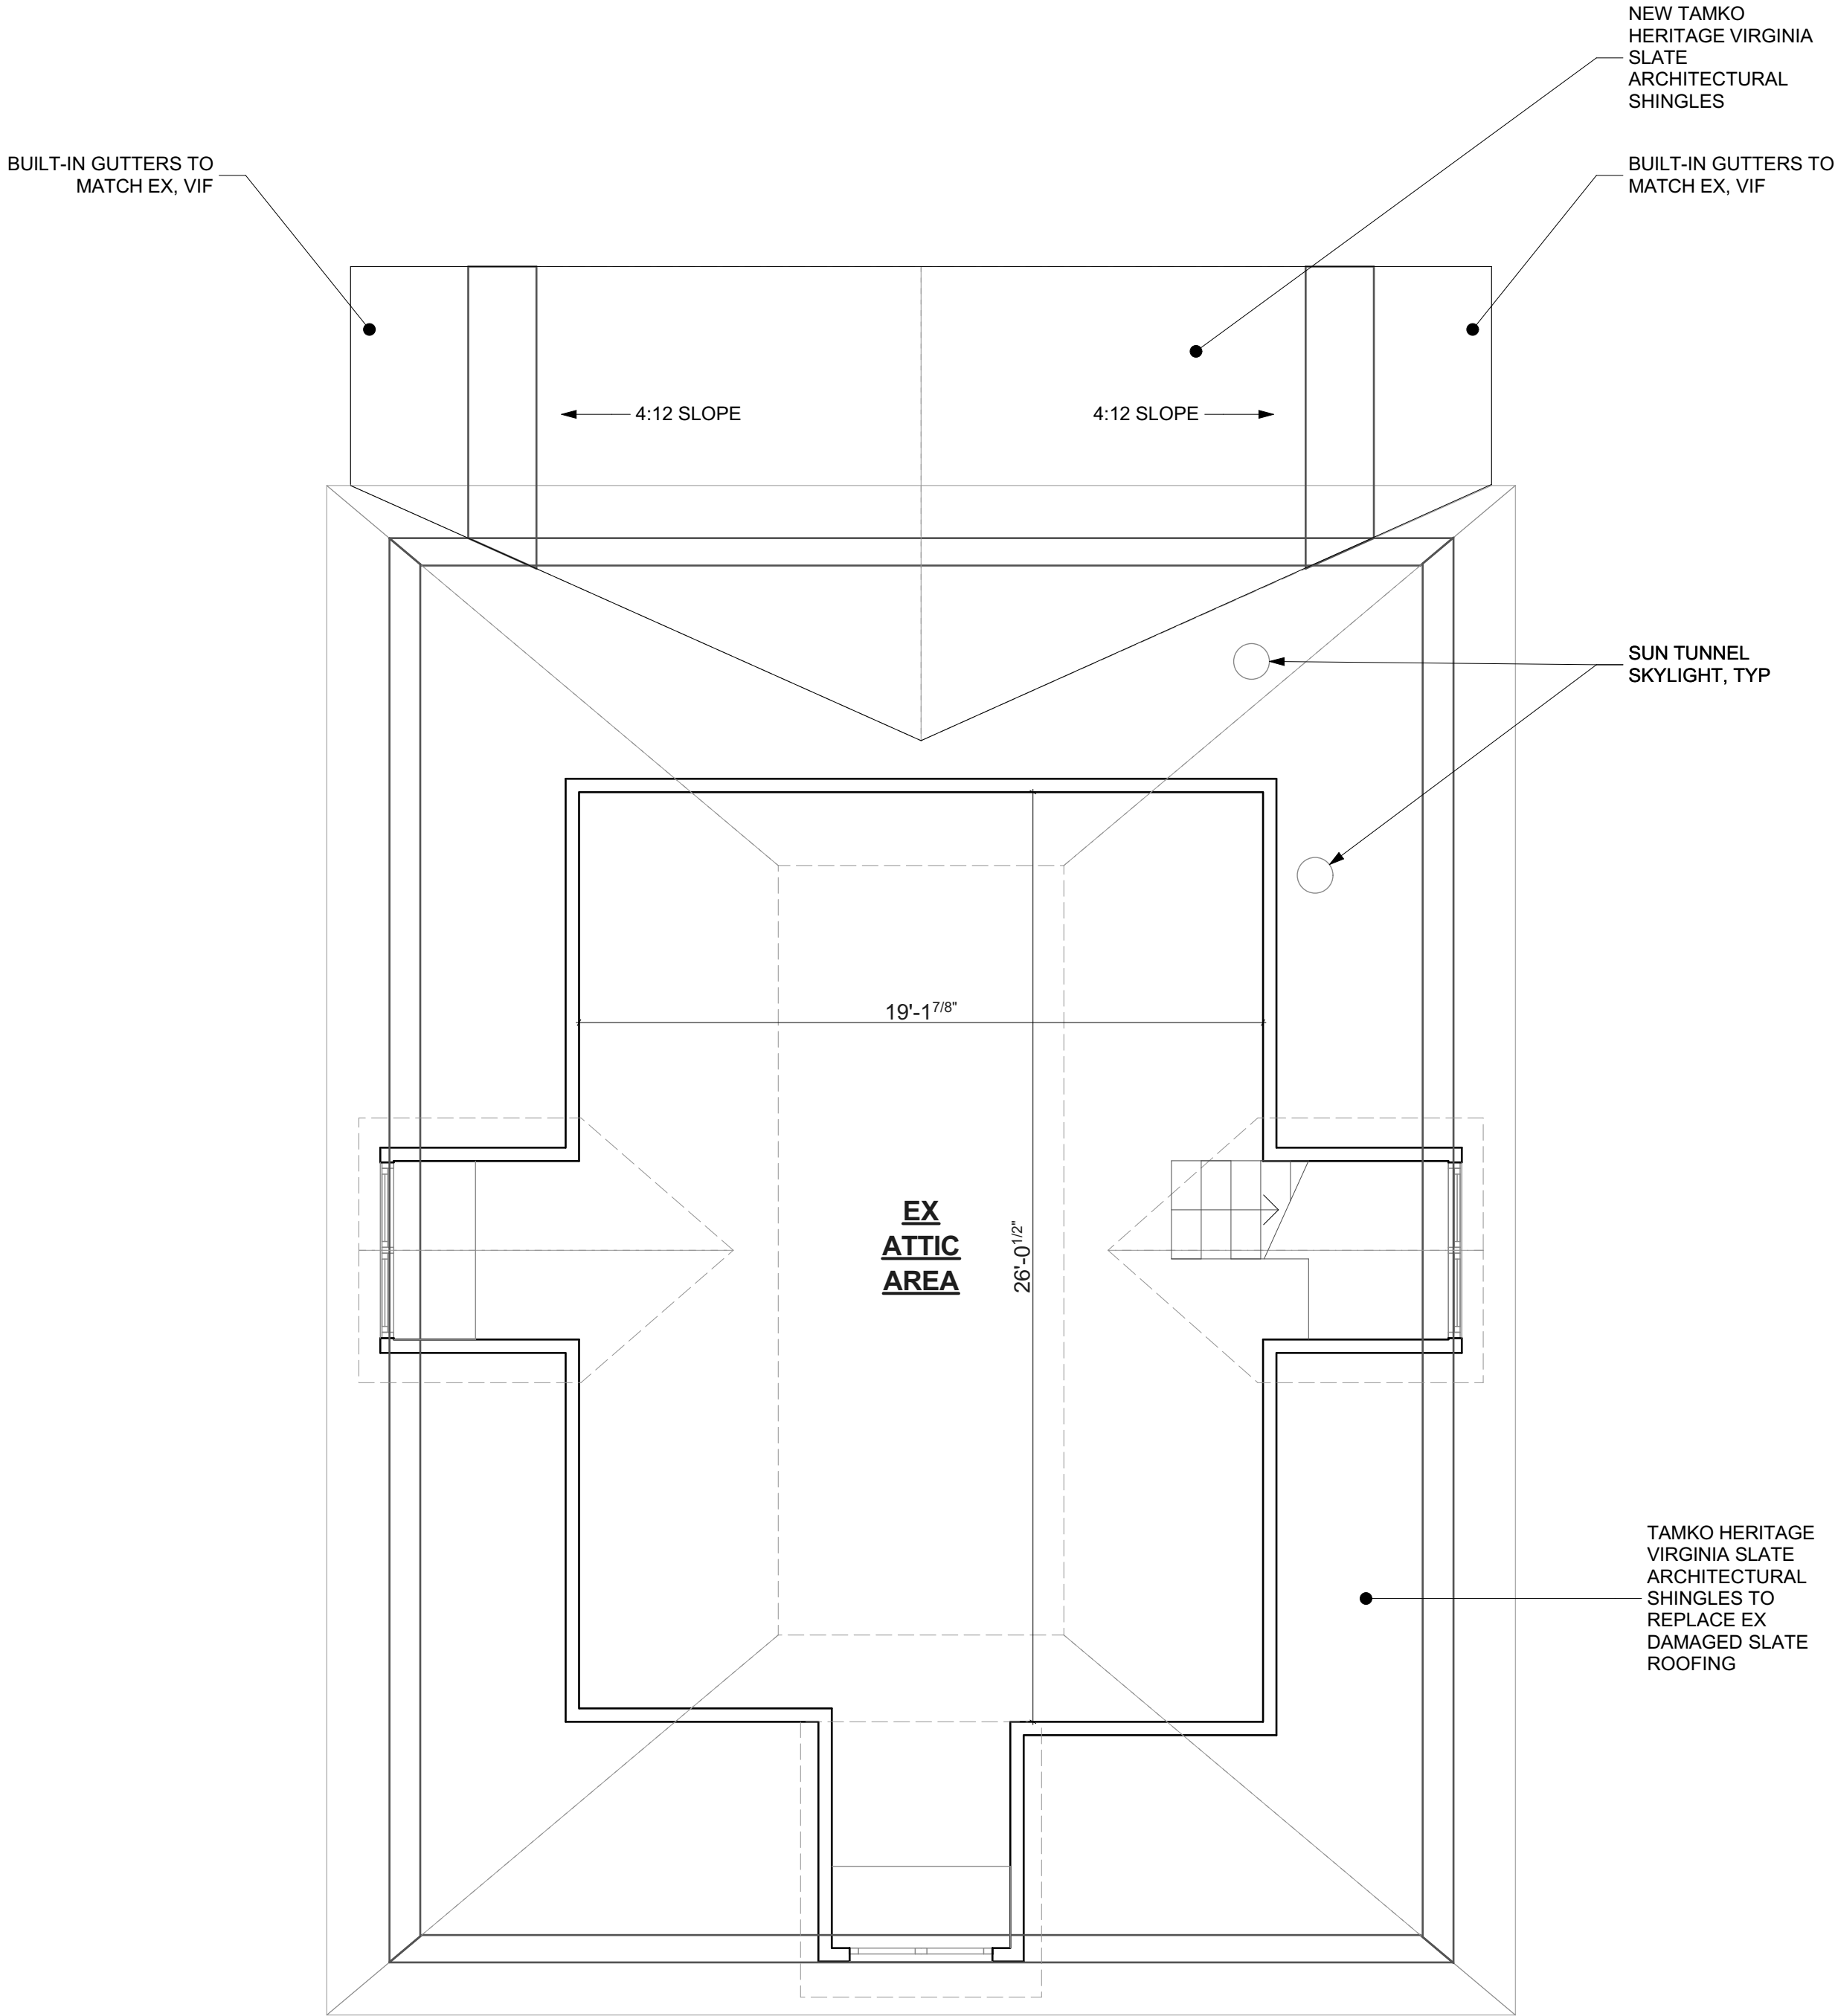 NEW TAMKO
HERITAGE VIRGINIA
SLATE
ARCHITECTURAL
SHINGLES
BUILT-IN GUTTERS TO
MATCH EX, VIF
BUILT-IN GUTTERS TO
MATCH EX, VIF
4:12 SLOPE
4:12 SLOPE
SUN TUNNEL
SKYLIGHT, TYP
19'-1 7/8"
EX
ATTIC
AREA
26'-0 1/2"
TAMKO HERITAGE
VIRGINIA SLATE
ARCHITECTURAL
SHINGLES TO
REPLACE EX
DAMAGED SLATE
ROOFING